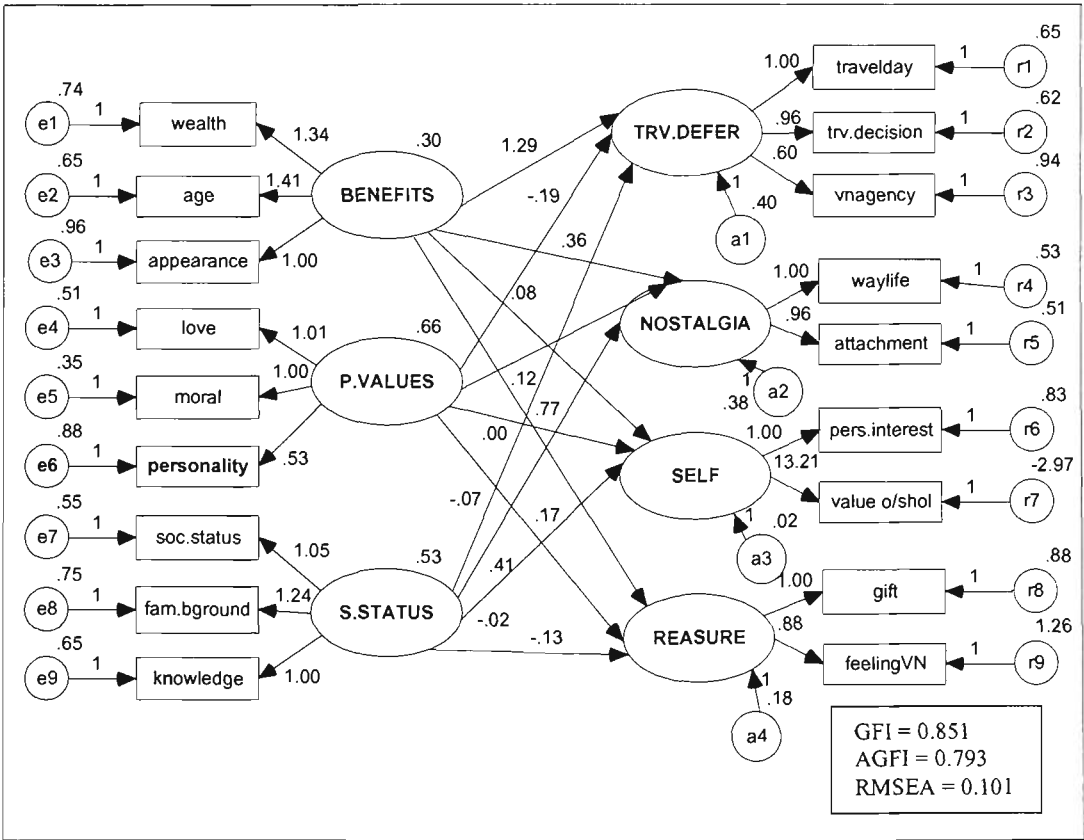 .74
e1
1
wealth
1.34
.65
e2
1
age
1.41
.96
e3
1
appearance
1.00
.30
BENEFITS
.51
e4
1
love
1.01
.35
e5
1
moral
1.00
.88
e6
1
personality
.53
.66
P.VALUES
.55
e7
1
soc.status
1.05
.75
e8
1
fam.bground
1.24
.65
e9
1
knowledge
1.00
.53
S.STATUS
1.29
-.19
.36
.08
.12
.77
.00
-.07
.17
.41
-.02
-.13
TRV.DEFER
1
.40
a1
1.00
travelday
1
.65
r1
.96
trv.decision
1
.62
r2
.60
vnagency
1
.94
r3
NOSTALGIA
1
.38
a2
1.00
waylife
1
.53
r4
.96
attachment
1
.51
r5
SELF
1
.02
a3
1.00
pers.interest
1
.83
r6
13.21
value o/shol
1
-2.97
r7
REASURE
1
.18
a4
1.00
gift
1
.88
r8
.88
feelingVN
1
1.26
r9
GFI = 0.851
AGFI = 0.793
RMSEA = 0.101